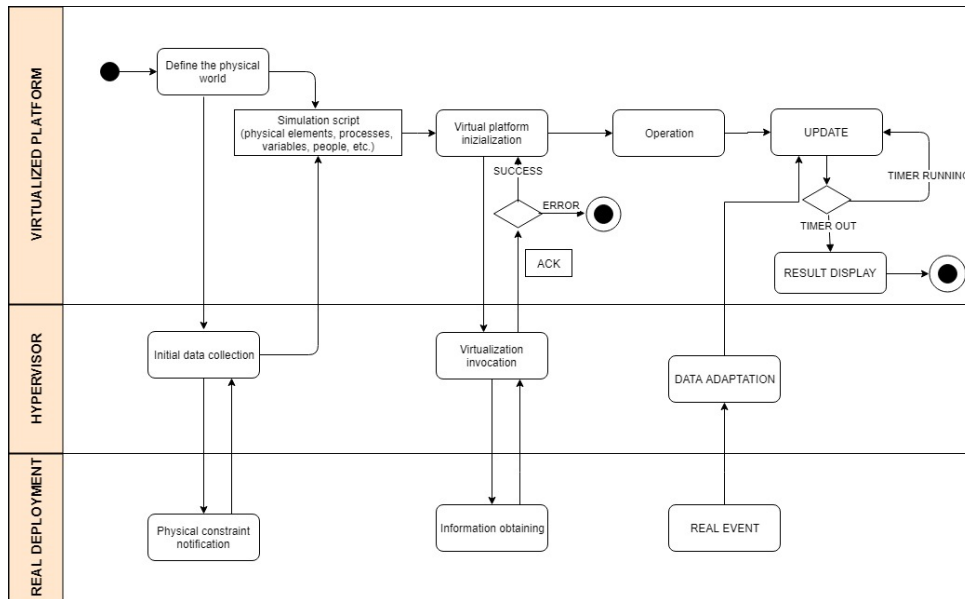 VIRTUALIZED PLATFORM
Define the physical
world
Simulation script
(physical elements, processes,
variables, people, etc.)
Virtual platform
inizialization
Operation
UPDATE
SUCCESS
TIMER RUNNING
ERROR
TIMER OUT
ACK
RESULT DISPLAY
HYPERVISOR
Initial data collection
Virtualization
invocation
DATA ADAPTATION
REAL DEPLOYMENT
Physical constraint
notification
Information obtaining
REAL EVENT